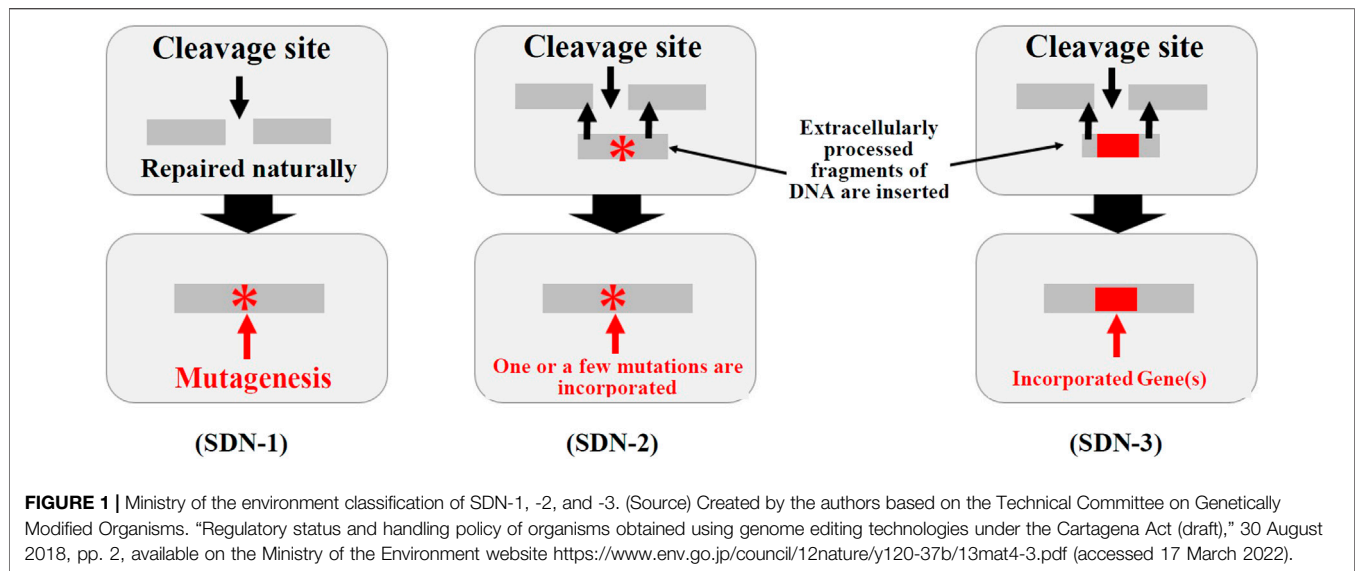 Cleavage site
Repaired naturally
Mutagenesis
(SDN-1)
Cleavage site
*
One or a few mutations are
incorporated
(SDN-2)
Extracellularly
processed
fragments of
DNA are inserted
Cleavage site
Incorporated Gene(s)
(SDN-3)
FIGURE 1 | Ministry of the environment classification of SDN-1, -2, and -3. (Source) Created by the authors based on the Technical Committee on Genetically
Modified Organisms. “Regulatory status and handling policy of organisms obtained using genome editing technologies under the Cartagena Act (draft),” 30 August
2018, pp. 2, available on the Ministry of the Environment website https://www.env.go.jp/council/12nature/y120-37b/13mat4-3.pdf (accessed 17 March 2022).